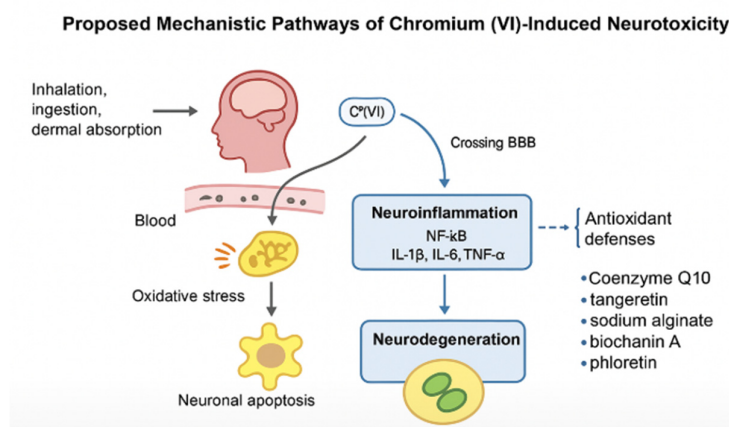 Proposed Mechanistic Pathways of Chromium (VI)-Induced Neurotoxicity
Inhalation,
ingestion,
dermal absorption
Cᵒ(VI)
Crossing BBB
Blood
Oxidative stress
Neuronal apoptosis
Neuroinflammation
NF-kB
IL-1β, IL-6, TNF-α
Neurodegeneration
Antioxidant
defenses
•Coenzyme Q10
•tangeretin
•sodium alginate
•biochanin A
•phloretin